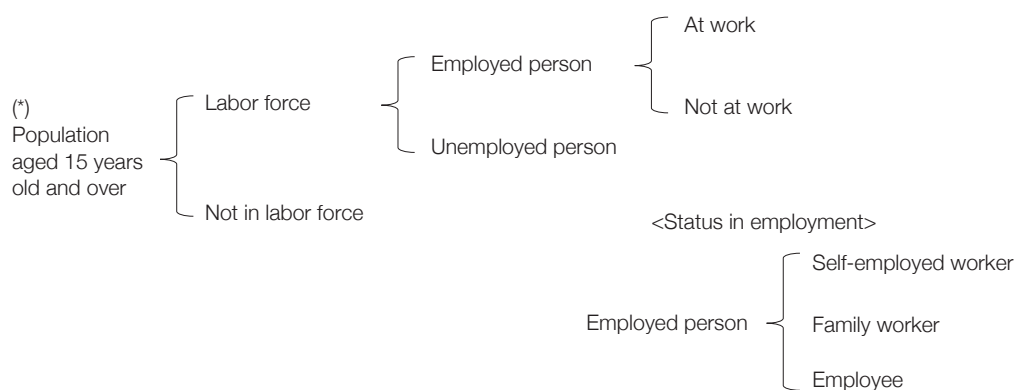 (*)
Population
aged 15 years
old and over
Labor force
Not in labor force
Employed person
Unemployed person
At work
Not at work
<Status in employment>
Employed person
Self-employed worker
Family worker
Employee